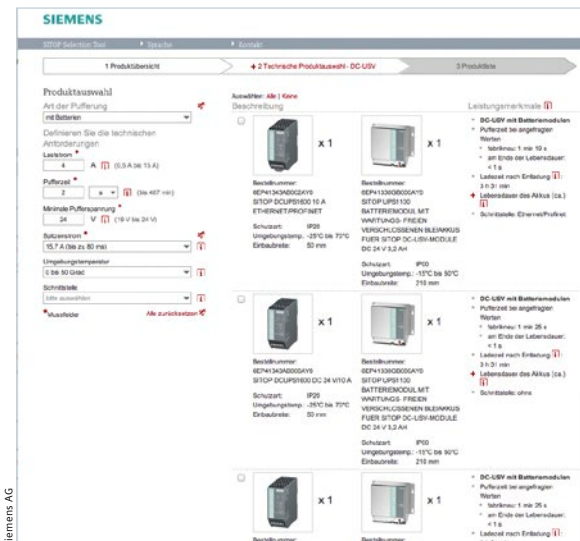 SIEMENS
SITOP Selection Tool
Sprache
Kontakt
1 Produktübersicht
+ 2 Technische Produktauswahl - DC-USV
3 Produktliste
Produktauswahl
Art der Pufferung
mit Batterien
Definieren Sie die technischen
Anforderungen
Laststrom *
4 A (0,5 A bis 15 A)
Pufferzeit *
2 s (bis 407 min)
Minimale Pufferspannung *
24 V (19 V bis 24 V)
Spitzenstrom *
15,7 A (bis zu 80 ms)
Umgebungstemperatur
0 bis 50 Grad
Schnittstelle
bitte auswählen
*Mussfelder
Alle zurücksetzen
Auswählen: Alle | Keine
Beschreibung
Leistungsmerkmale
x 1
x 1
Bestellnummer:
SITOP DCUPS1600 10 A
ETHERNET/PROFINET
Schutzart: IP20
Umgebungstemp.: -25°C bis 70°C
Einbaubreite: 50 mm
Bestellnummer:
SITOP UPS1100
BATTERIEMODUL MIT
WARTUNGS- FREIEN
VERSCHLOSSENEN BLEIAKKUS
FUER SITOP DC-USV-MODULE
DC 24 V 3,2 AH
Schutzart: IP00
Umgebungstemp.: -15°C bis 50°C
Einbaubreite: 210 mm
DC-USV mit Batteriemodulen
Pufferzeit bei angefragten
Werten
fabrikneu: 1 min 10 s
am Ende der Lebensdauer:
< 1 s
Ladezeit nach Entladung :
3 h 31 min
+ Lebensdauer des Akkus (ca.)
Schnittstelle: Ethernet/Profinet
x 1
x 1
Bestellnummer:
SITOP DCUPS1600 DC 24 V/10 A
Schutzart: IP20
Umgebungstemp.: -25°C bis 70°C
Einbaubreite: 50 mm
Bestellnummer:
SITOP UPS1100
BATTERIEMODUL MIT
WARTUNGS- FREIEN
VERSCHLOSSENEN BLEIAKKUS
FUER SITOP DC-USV-MODULE
DC 24 V 3,2 AH
Schutzart: IP00
Umgebungstemp.: -15°C bis 50°C
Einbaubreite: 210 mm
DC-USV mit Batteriemodulen
Pufferzeit bei angefragten
Werten
fabrikneu: 1 min 25 s
am Ende der Lebensdauer:
< 1 s
Ladezeit nach Entladung :
3 h 31 min
+ Lebensdauer des Akkus (ca.)
Schnittstelle: ohne
x 1
x 1
Bestellnummer:
Bestellnummer:
DC-USV mit Batteriemodulen
Pufferzeit bei angefragten
Werten
fabrikneu: 1 min 25 s
am Ende der Lebensdauer:
< 1 s
Ladezeit nach Entladung :
iemens AG